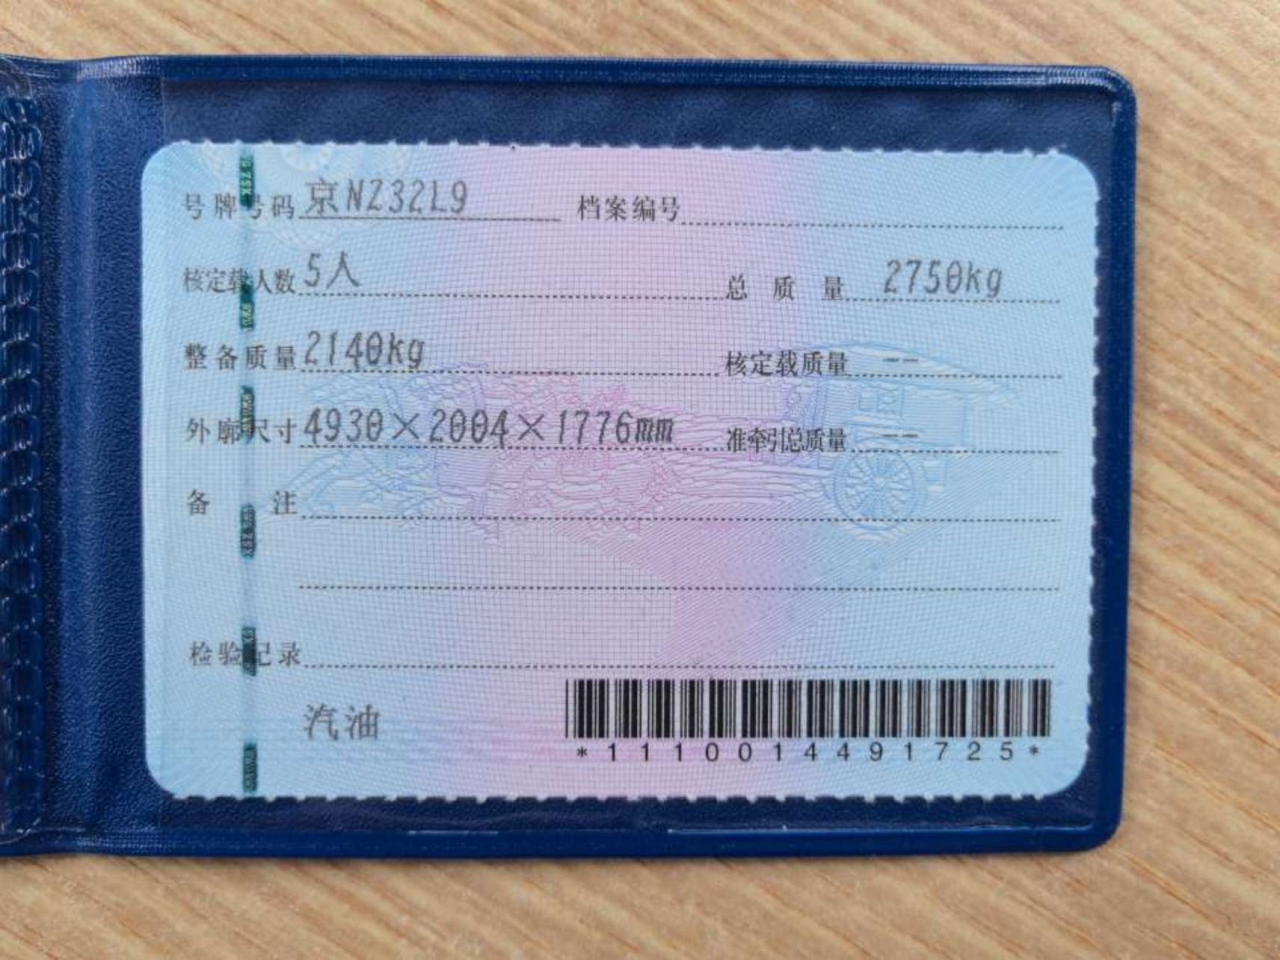 号牌号码 京NZ32L9 档案编号
核定载人数 5人 总质量 2750kg
整备质量 2140kg 核定载质量 --
外廓尺寸 4930×2004×1776mm 准牵引总质量 --
备注
检验记录
汽油
*1110014491725*